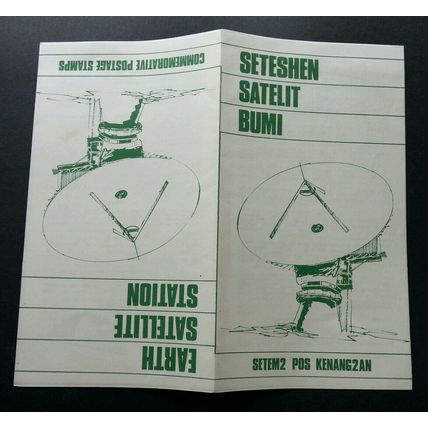 SETESHEN
SATELIT
BUMI
SETEM2 POS KENANG2AN
EARTH
SATELLITE
STATION
COMMEMORATIVE POSTAGE STAMPS